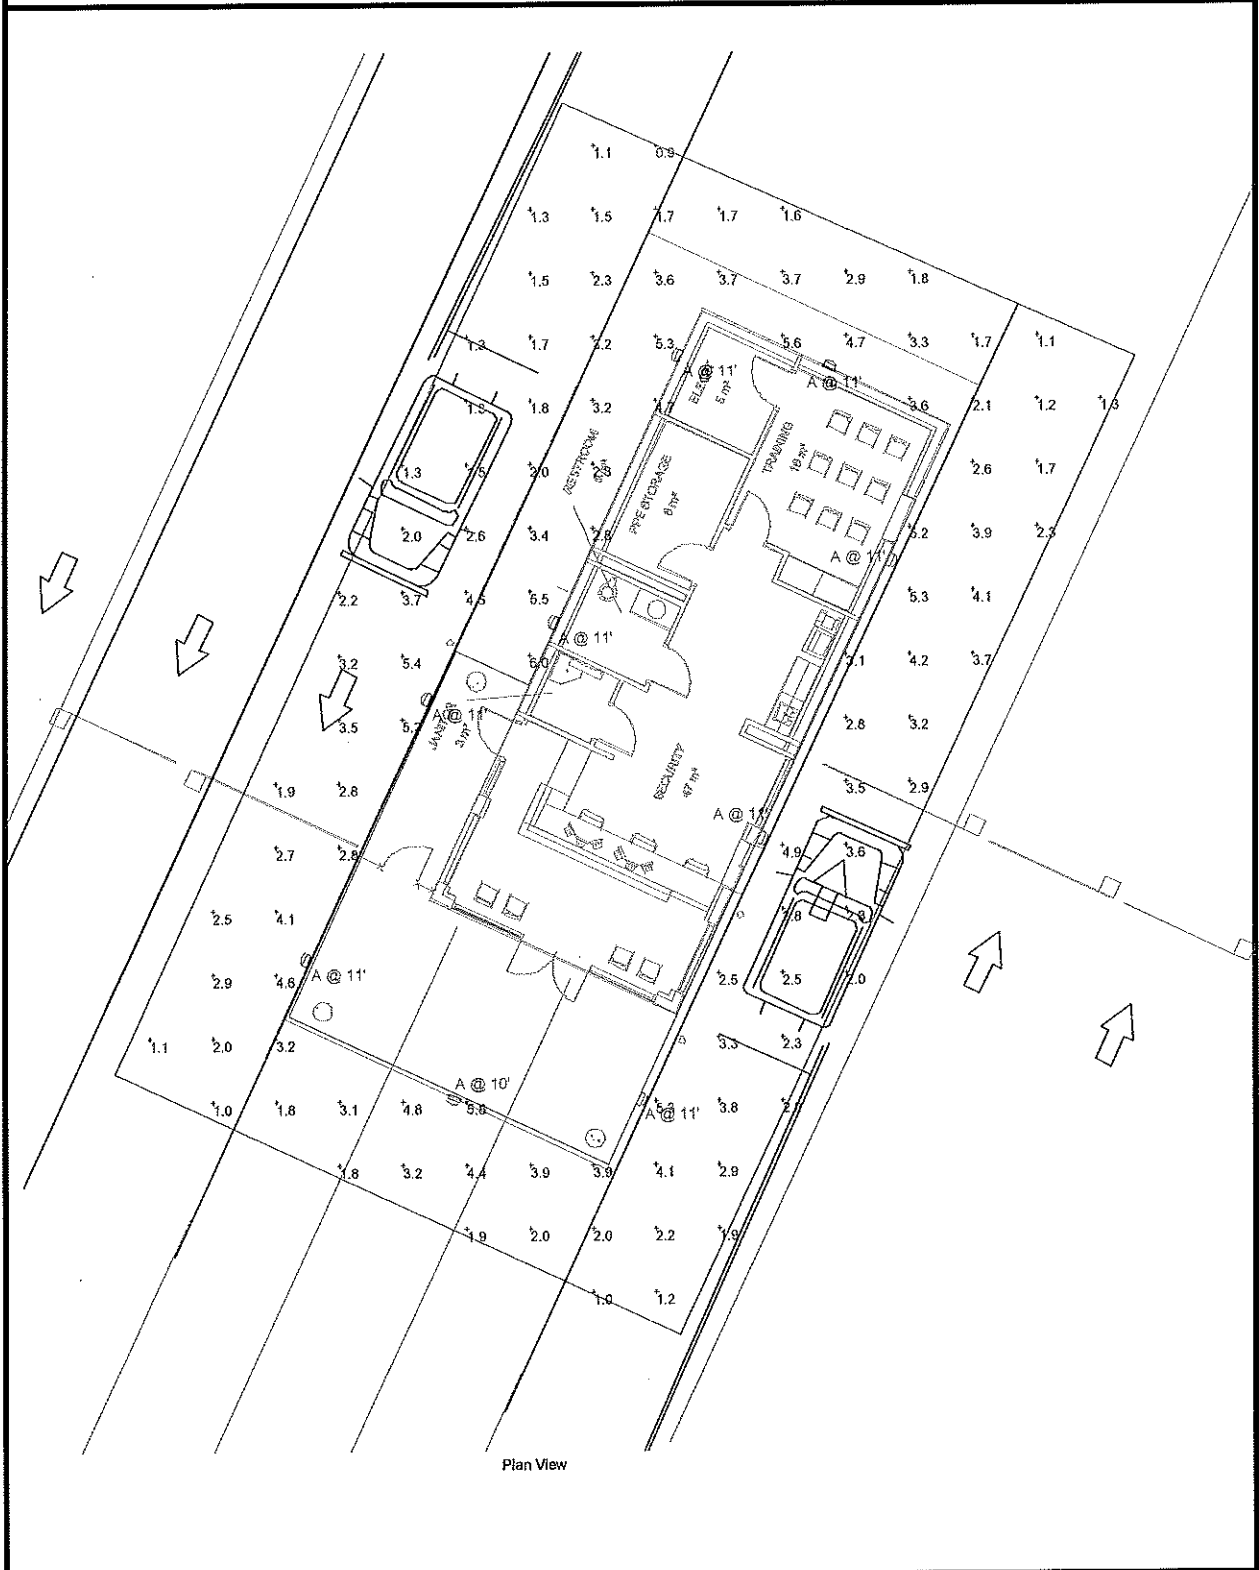 1.1 0.9
1.3 1.5 1.7 1.7 1.6
1.5 2.3 3.6 3.7 3.7 2.9 1.8
1.3 1.7 3.2 5.3 5.6 4.7 3.3 1.7 1.1
A @ 11' A @ 11'
5 m²
1.8 3.2 3.6 2.1 1.2 1.3
TRAINING
RESTROOM
1.3 2.0 2.6 1.7
PIPE STORAGE
6 m²
2.0 2.6 3.4 2.8 5.2 3.9 2.3
A @ 11'
2.2 3.7 4.5 5.5 5.3 4.1
A @ 11'
3.2 5.4 6.0 3.1 4.2 3.7
A @ 11'
3 m²
3.5 2.8 3.2
SECURITY
47 m²
1.9 2.8 3.5 2.9
A @ 11'
2.7 2.8 4.9 3.6
2.5 4.1
A @ 11'
2.9 4.6 2.5 2.5 2.0
1.1 2.0 3.2 3.3 2.3
A @ 10'
1.0 1.8 3.1 4.8 3.8
A @ 11'
1.8 3.2 4.4 3.9 3.9 4.1 2.9
1.9 2.0 2.0 2.2 1.9
1.0 1.2
Plan View